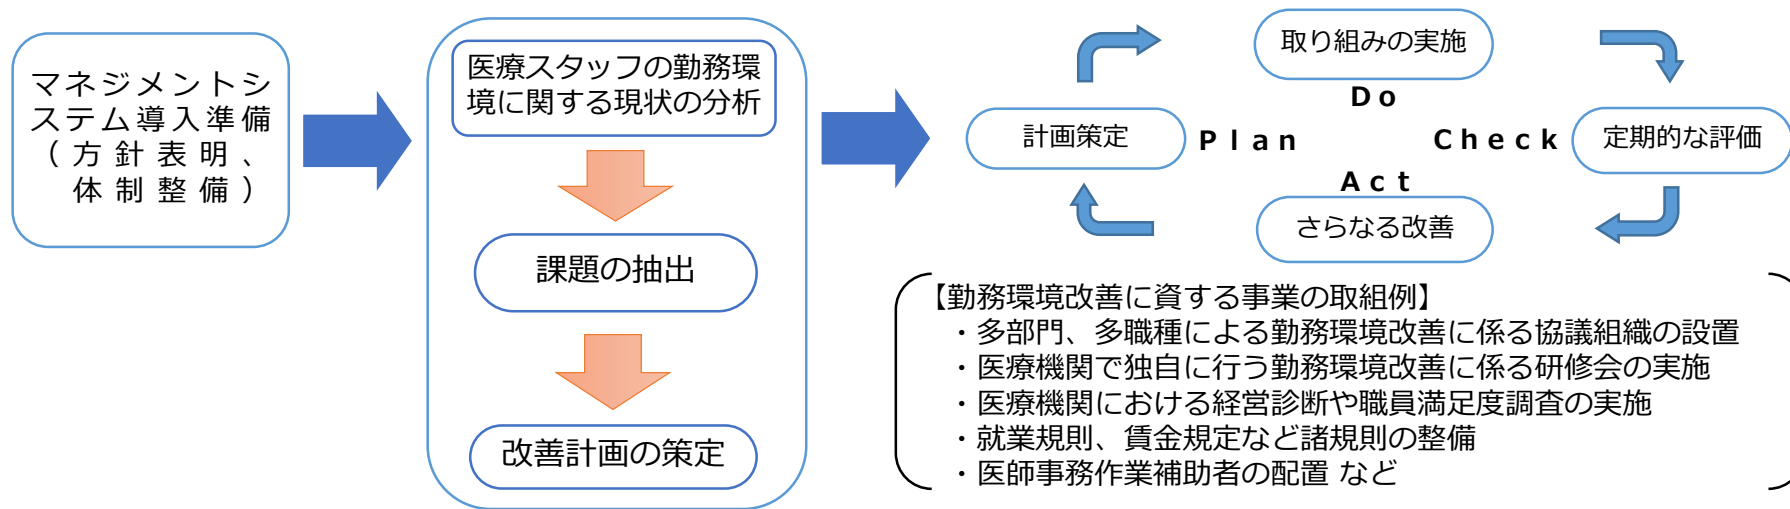 マネジメントシ
ステム導入準備
（方針表明、
体制整備）
医療スタッフの勤務環
境に関する現状の分析
課題の抽出
改善計画の策定
取り組みの実施
Do
計画策定
Plan
Check
定期的な評価
Act
さらなる改善
【勤務環境改善に資する事業の取組例】
・多部門、多職種による勤務環境改善に係る協議組織の設置
・医療機関で独自に行う勤務環境改善に係る研修会の実施
・医療機関における経営診断や職員満足度調査の実施
・就業規則、賃金規定など諸規則の整備
・医師事務作業補助者の配置 など